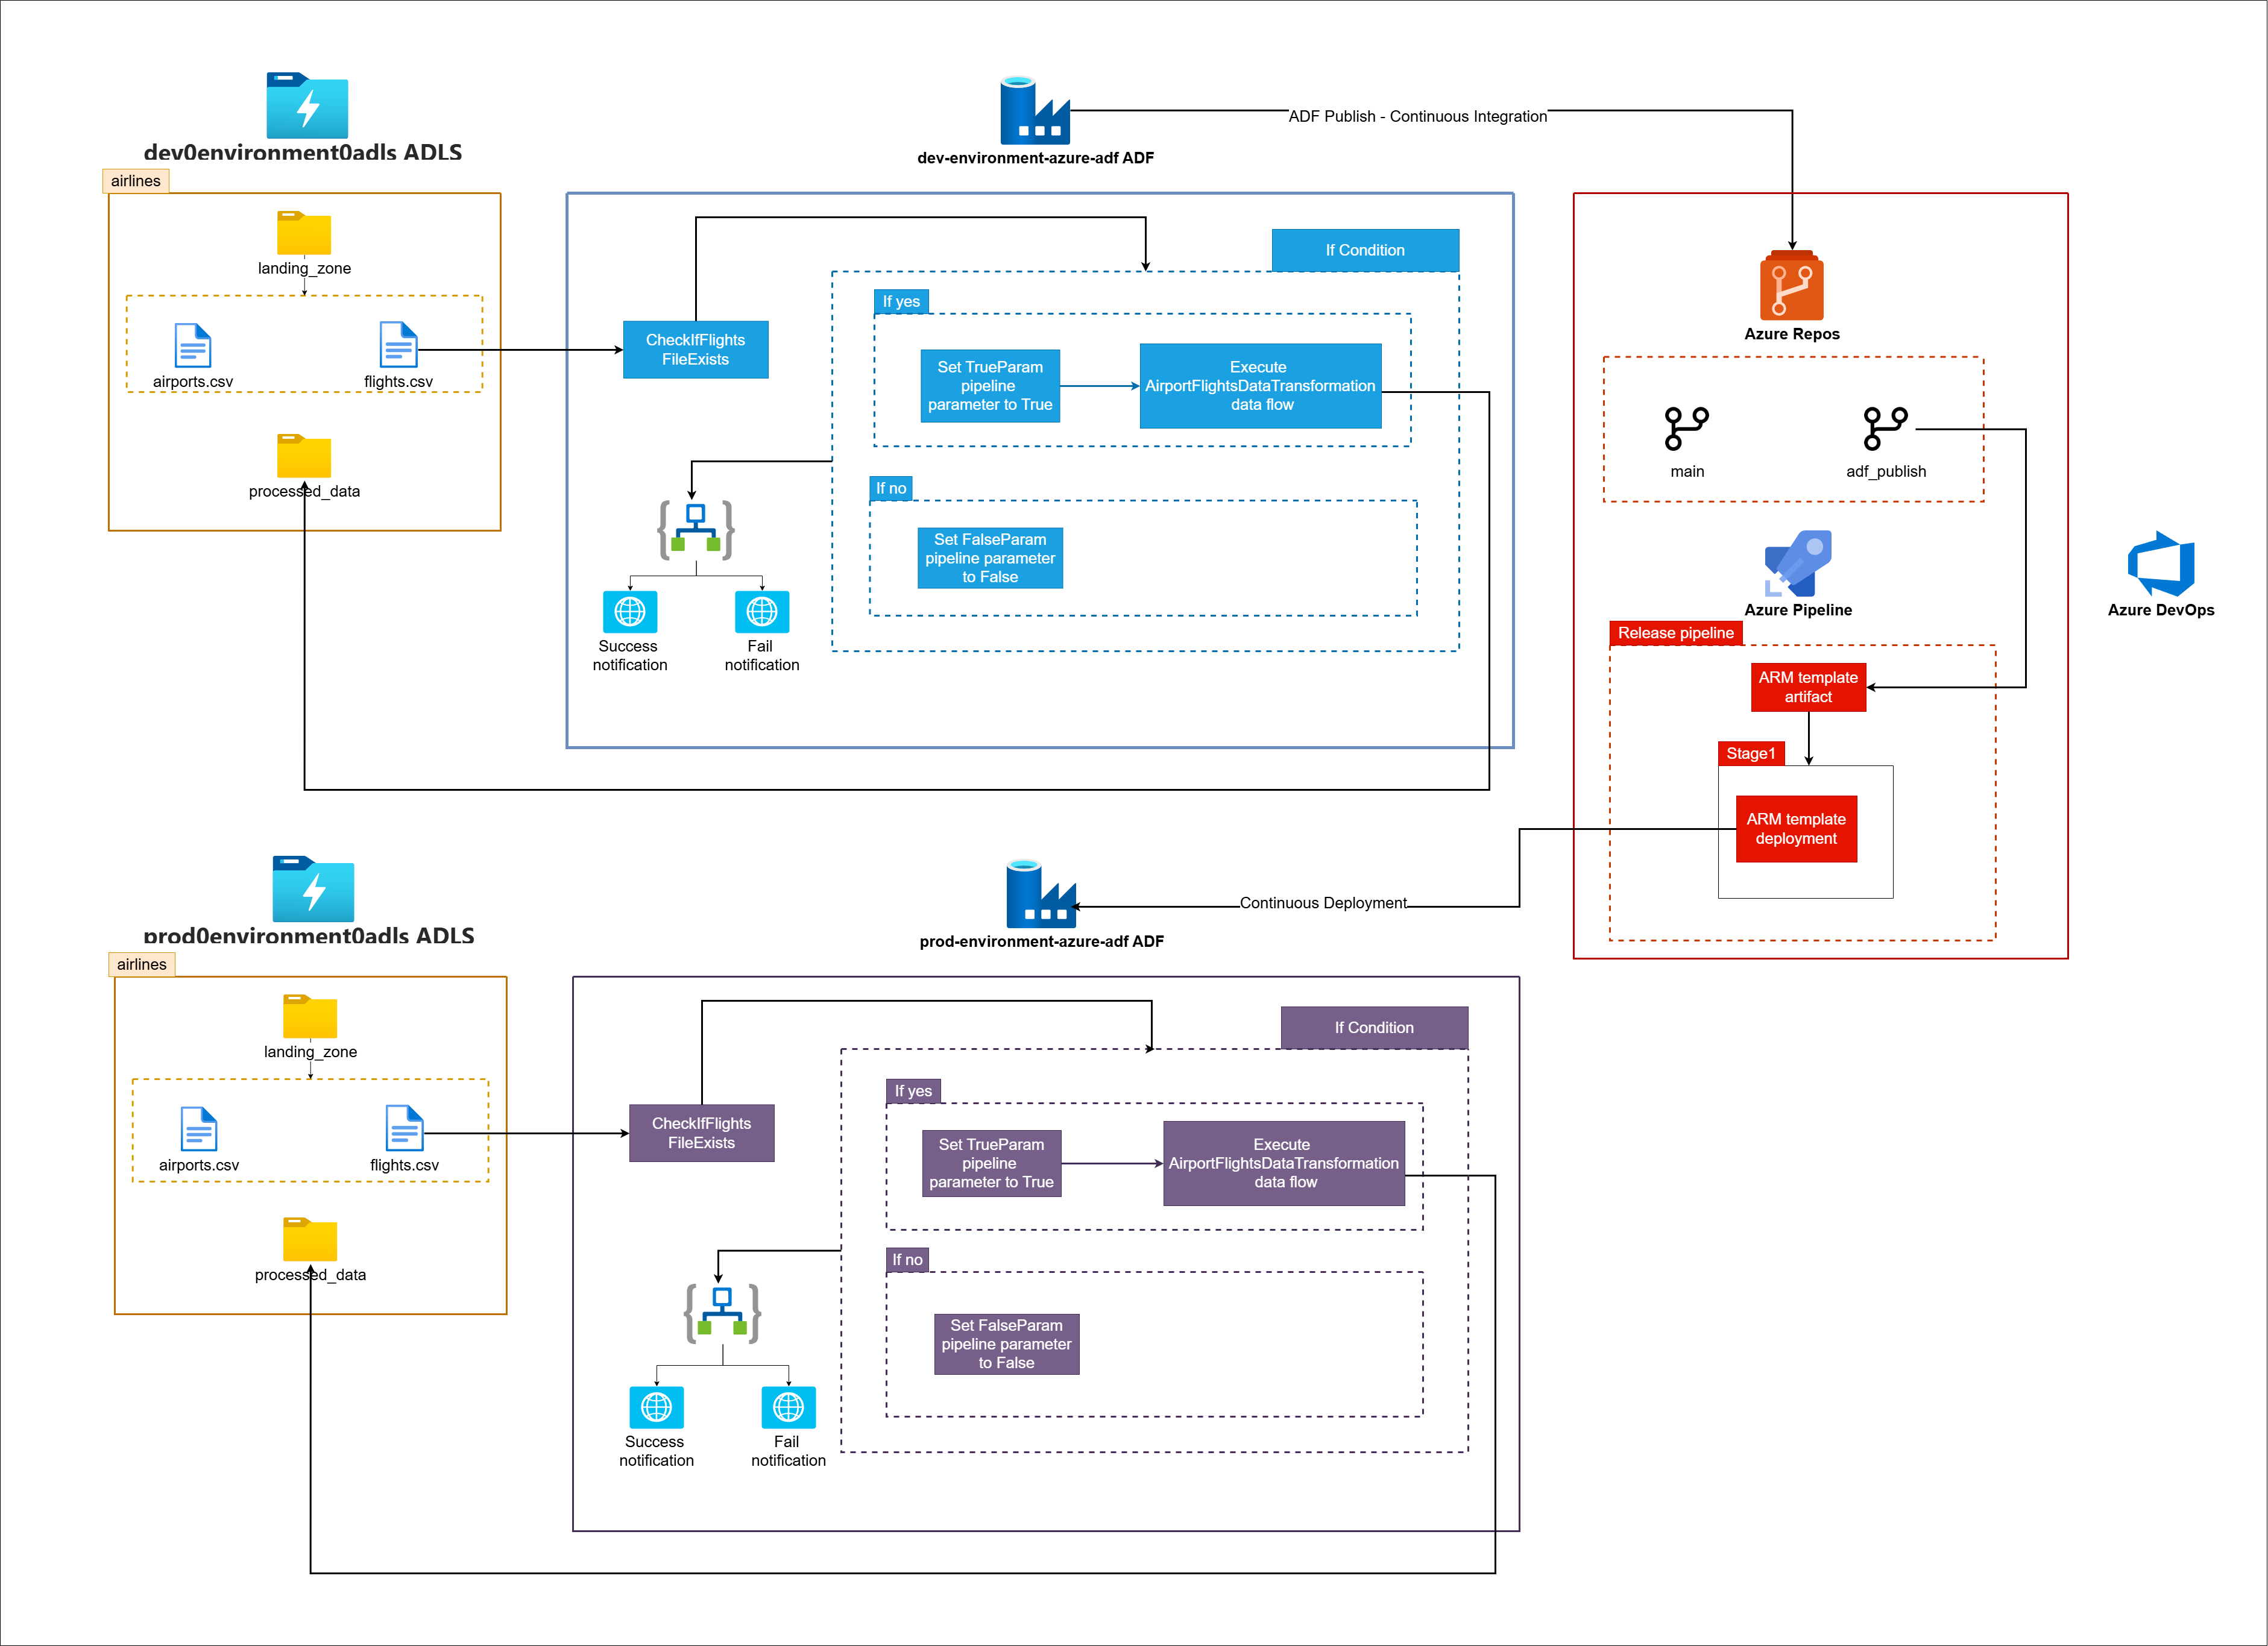 dev0environment0adls ADLS
airlines
landing_zone
airports.csv
flights.csv
processed_data
dev-environment-azure-adf ADF
ADF Publish - Continuous Integration
If Condition
If yes
CheckIfFlights
FileExists
Set TrueParam
pipeline
parameter to True
Execute
AirportFlightsDataTransformation
data flow
If no
Set FalseParam
pipeline parameter
to False
Success
notification
Fail
notification
Azure Repos
main
adf_publish
Azure Pipeline
Azure DevOps
Release pipeline
ARM template
artifact
Stage1
ARM template
deployment
Continuous Deployment
prod0environment0adls ADLS
airlines
landing_zone
airports.csv
flights.csv
processed_data
prod-environment-azure-adf ADF
If Condition
If yes
CheckIfFlights
FileExists
Set TrueParam
pipeline
parameter to True
Execute
AirportFlightsDataTransformation
data flow
If no
Set FalseParam
pipeline parameter
to False
Success
notification
Fail
notification